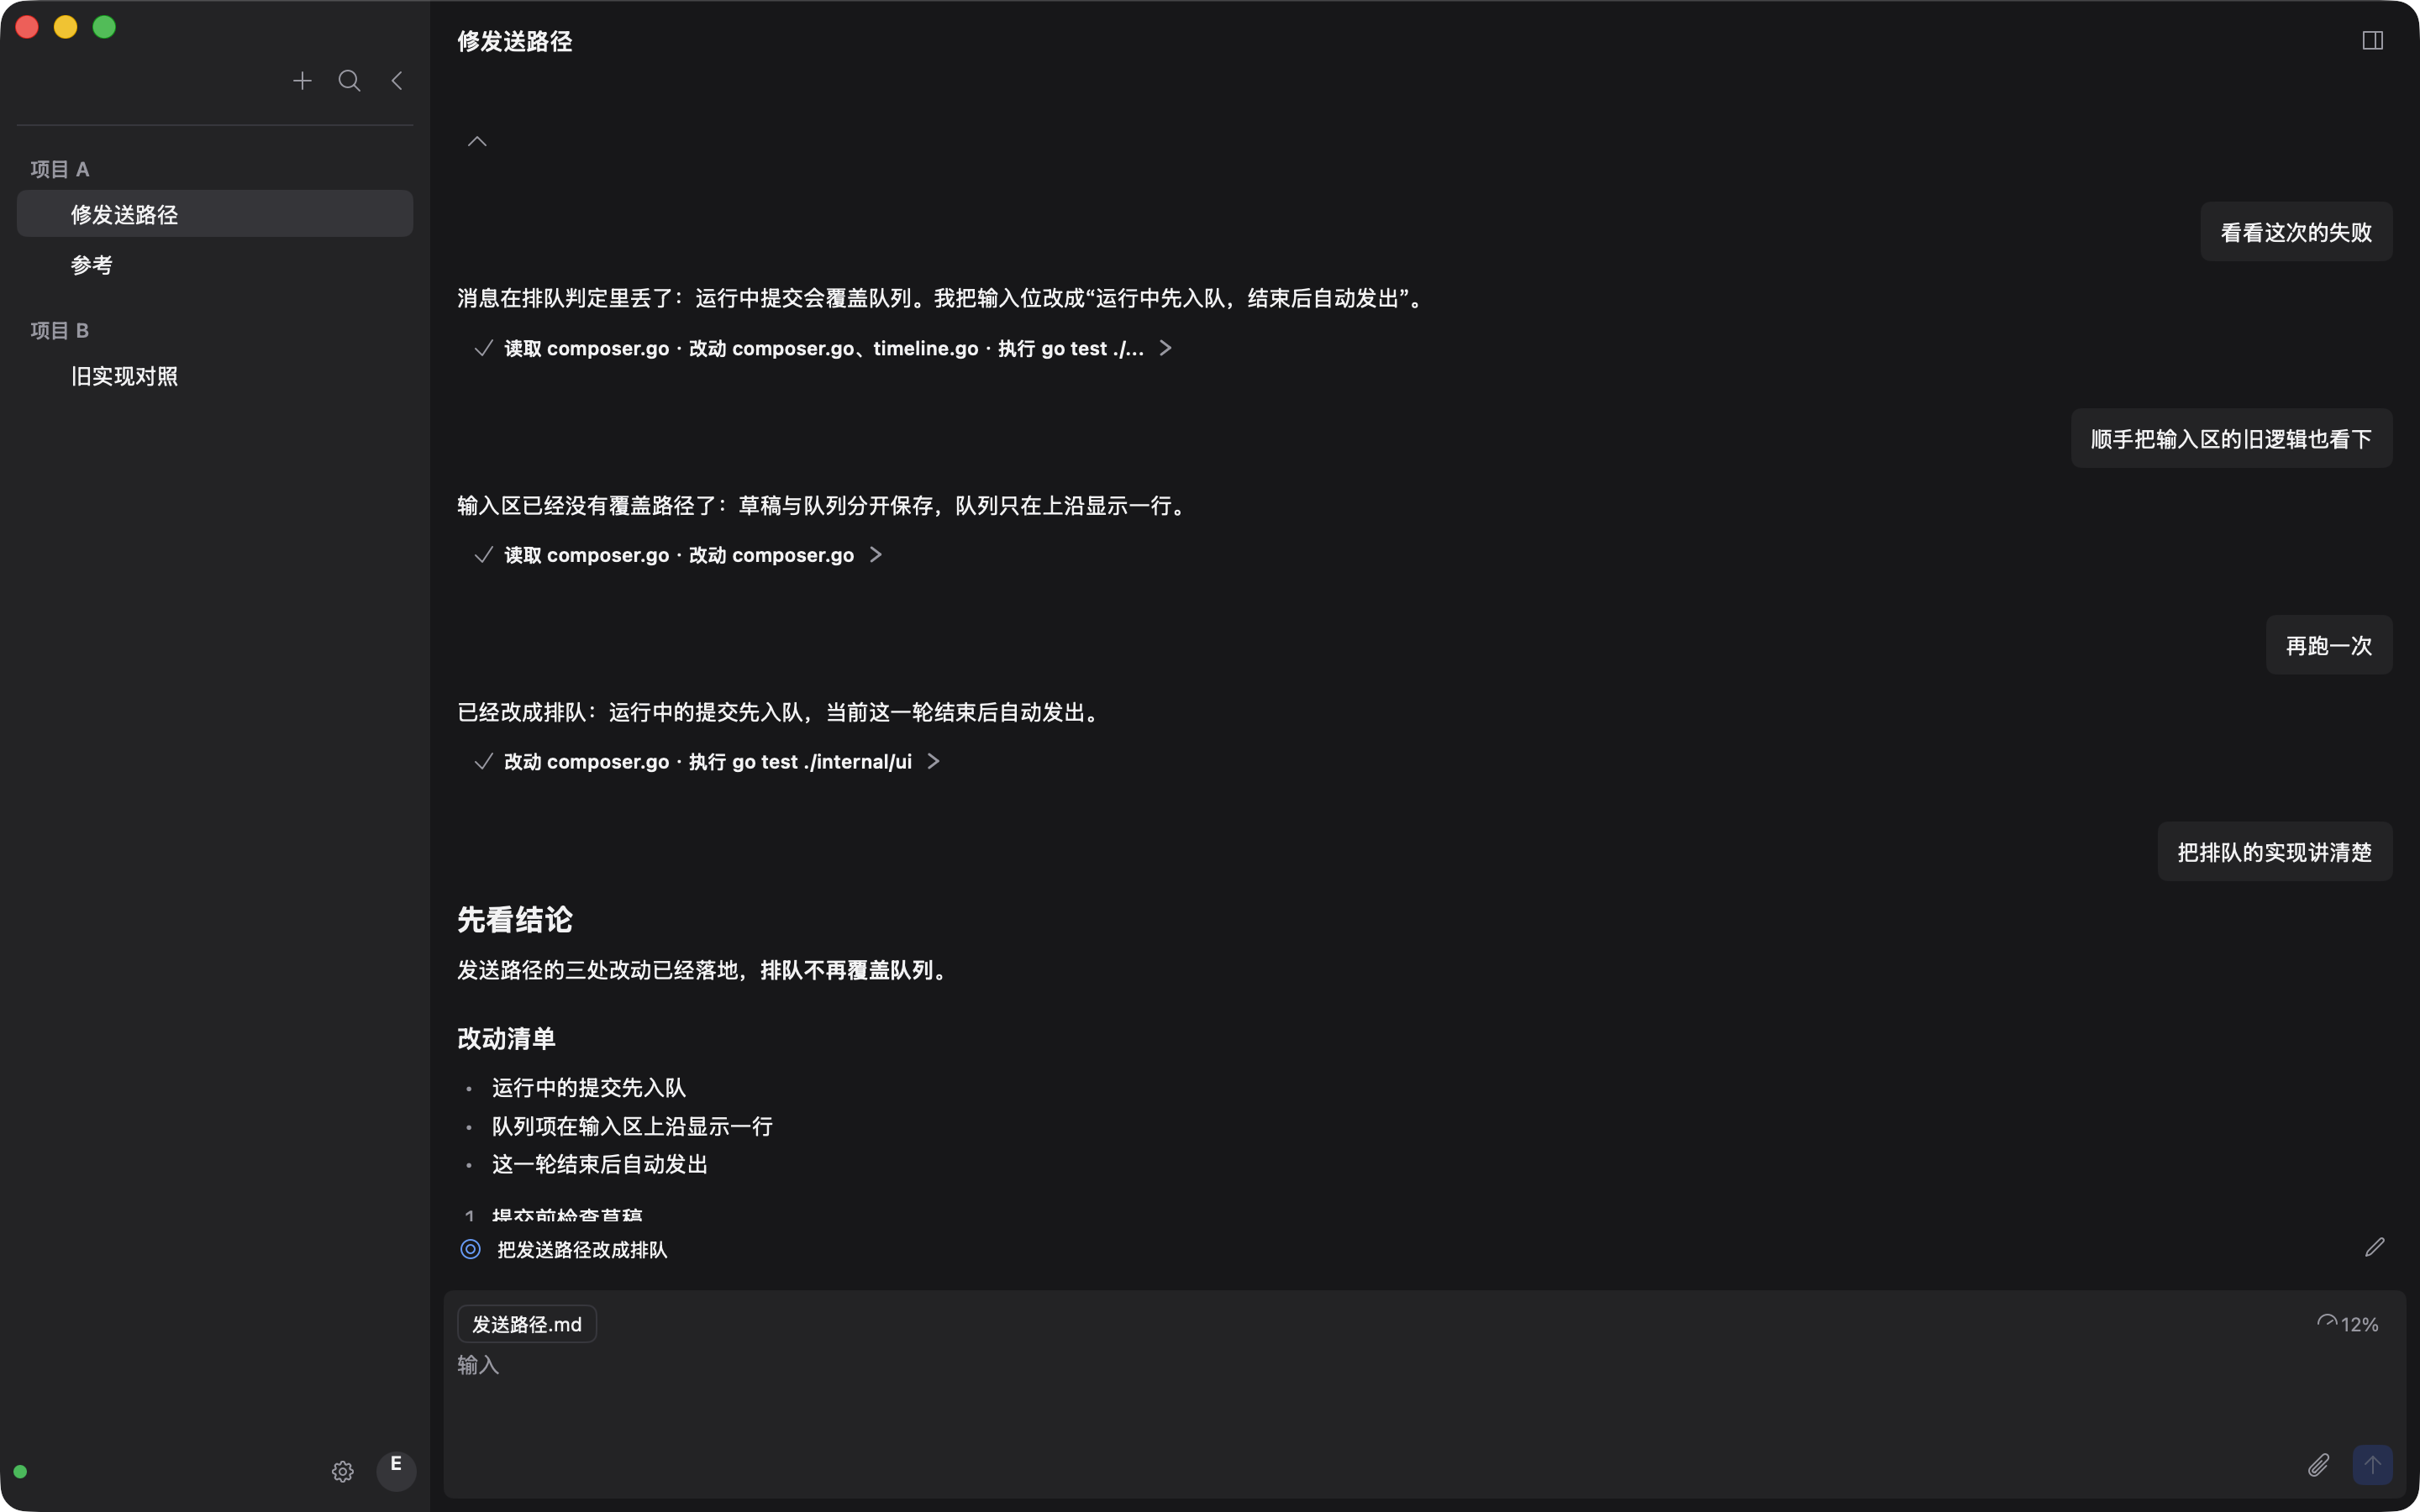 修发送路径
项目 A
修发送路径
参考
项目 B
旧实现对照
看看这次的失败
消息在排队判定里丢了：运行中提交会覆盖队列。我把输入位改成“运行中先入队，结束后自动发出”。
读取 composer.go · 改动 composer.go、timeline.go · 执行 go test ./...
顺手把输入区的旧逻辑也看下
输入区已经没有覆盖路径了：草稿与队列分开保存，队列只在上沿显示一行。
读取 composer.go · 改动 composer.go
再跑一次
已经改成排队：运行中的提交先入队，当前这一轮结束后自动发出。
改动 composer.go · 执行 go test ./internal/ui
把排队的实现讲清楚
先看结论
发送路径的三处改动已经落地，排队不再覆盖队列。
改动清单
• 运行中的提交先入队
• 队列项在输入区上沿显示一行
• 这一轮结束后自动发出
1 提交前检查草稿
把发送路径改成排队
发送路径.md
12%
输入
E